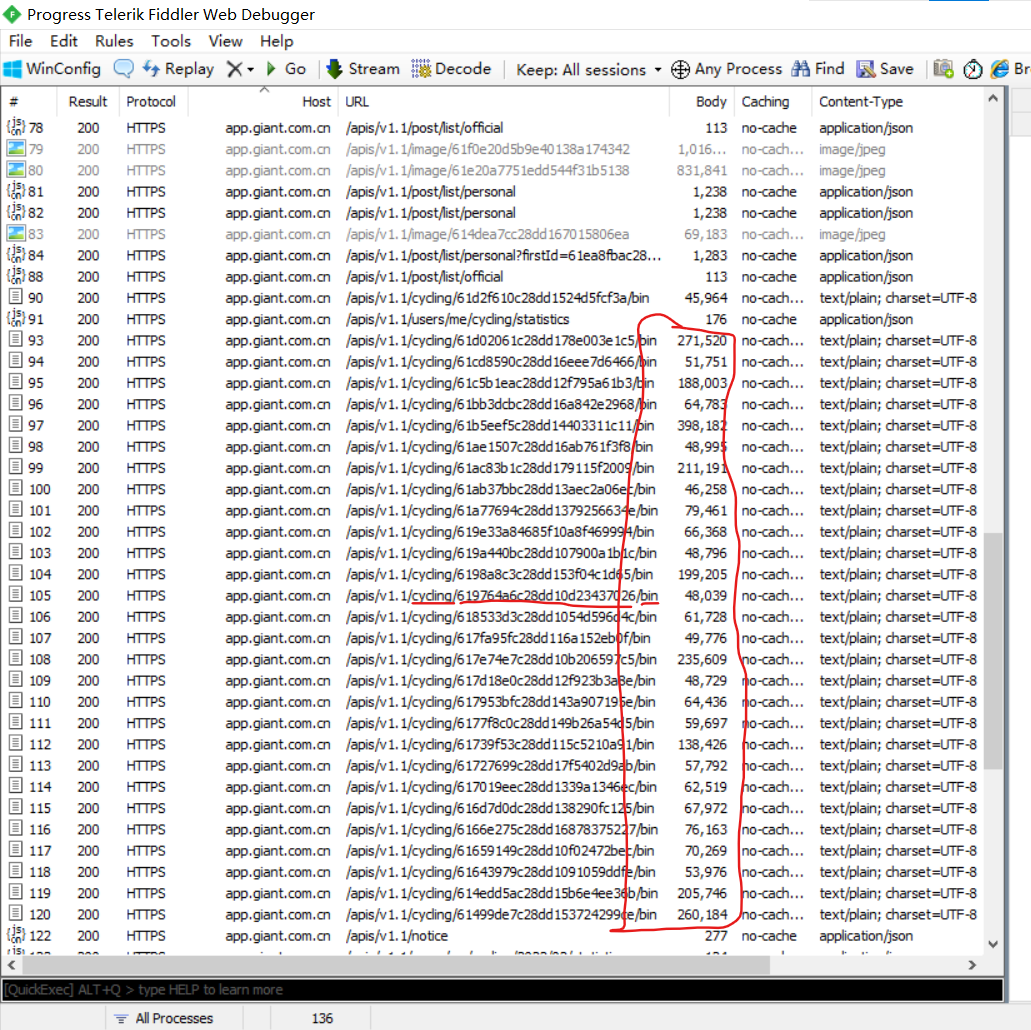 Progress Telerik Fiddler Web Debugger
File Edit Rules Tools View Help
WinConfig Replay Go Stream Decode Keep: All sessions Any Process Find Save Bro
# Result Protocol Host URL Body Caching Content-Type
78 200 HTTPS app.giant.com.cn /apis/v1.1/post/list/official 113 no-cache application/json
79 200 HTTPS app.giant.com.cn /apis/v1.1/image/61f0e20d5b9e40138a174342 1,016... no-cach... image/jpeg
80 200 HTTPS app.giant.com.cn /apis/v1.1/image/61e20a7751edd544f31b5138 831,841 no-cach... image/jpeg
81 200 HTTPS app.giant.com.cn /apis/v1.1/post/list/personal 1,238 no-cache application/json
82 200 HTTPS app.giant.com.cn /apis/v1.1/post/list/personal 1,238 no-cache application/json
83 200 HTTPS app.giant.com.cn /apis/v1.1/image/614dea7cc28dd167015806ea 69,183 no-cach... image/jpeg
84 200 HTTPS app.giant.com.cn /apis/v1.1/post/list/personal?firstId=61ea8fbac28... 1,283 no-cache application/json
88 200 HTTPS app.giant.com.cn /apis/v1.1/post/list/official 113 no-cache application/json
90 200 HTTPS app.giant.com.cn /apis/v1.1/cycling/61d2f610c28dd1524d5fcf3a/bin 45,964 no-cach... text/plain; charset=UTF-8
91 200 HTTPS app.giant.com.cn /apis/v1.1/users/me/cycling/statistics 176 no-cache application/json
93 200 HTTPS app.giant.com.cn /apis/v1.1/cycling/61d02061c28dd178e003e1c5/bin 271,520 no-cach... text/plain; charset=UTF-8
94 200 HTTPS app.giant.com.cn /apis/v1.1/cycling/61cd8590c28dd16eee7d6466/bin 51,751 no-cach... text/plain; charset=UTF-8
95 200 HTTPS app.giant.com.cn /apis/v1.1/cycling/61c5b1eac28dd12f795a61b3/bin 188,003 no-cach... text/plain; charset=UTF-8
96 200 HTTPS app.giant.com.cn /apis/v1.1/cycling/61bb3dcbc28dd16a842e2968/bin 64,783 no-cach... text/plain; charset=UTF-8
97 200 HTTPS app.giant.com.cn /apis/v1.1/cycling/61b5eef5c28dd14403311c11/bin 398,182 no-cach... text/plain; charset=UTF-8
98 200 HTTPS app.giant.com.cn /apis/v1.1/cycling/61ae1507c28dd16ab761f3f8/bin 48,995 no-cach... text/plain; charset=UTF-8
99 200 HTTPS app.giant.com.cn /apis/v1.1/cycling/61ac83b1c28dd179115f2009/bin 211,191 no-cach... text/plain; charset=UTF-8
100 200 HTTPS app.giant.com.cn /apis/v1.1/cycling/61ab37bbc28dd13aec2a06ec/bin 46,258 no-cach... text/plain; charset=UTF-8
101 200 HTTPS app.giant.com.cn /apis/v1.1/cycling/61a77694c28dd1379256634e/bin 79,461 no-cach... text/plain; charset=UTF-8
102 200 HTTPS app.giant.com.cn /apis/v1.1/cycling/619e33a84685f10a8f469994/bin 66,368 no-cach... text/plain; charset=UTF-8
103 200 HTTPS app.giant.com.cn /apis/v1.1/cycling/619a440bc28dd107900a1b1c/bin 48,796 no-cach... text/plain; charset=UTF-8
104 200 HTTPS app.giant.com.cn /apis/v1.1/cycling/6198a8c3c28dd153f04c1d65/bin 199,205 no-cach... text/plain; charset=UTF-8
105 200 HTTPS app.giant.com.cn /apis/v1.1/cycling/619764a6c28dd10d23437026/bin 48,039 no-cach... text/plain; charset=UTF-8
106 200 HTTPS app.giant.com.cn /apis/v1.1/cycling/618533d3c28dd1054d596d4c/bin 61,728 no-cach... text/plain; charset=UTF-8
107 200 HTTPS app.giant.com.cn /apis/v1.1/cycling/617fa95fc28dd116a152eb0f/bin 49,776 no-cach... text/plain; charset=UTF-8
108 200 HTTPS app.giant.com.cn /apis/v1.1/cycling/617e74e7c28dd10b206597c5/bin 235,609 no-cach... text/plain; charset=UTF-8
109 200 HTTPS app.giant.com.cn /apis/v1.1/cycling/617d18e0c28dd12f923b3a8e/bin 48,729 no-cach... text/plain; charset=UTF-8
110 200 HTTPS app.giant.com.cn /apis/v1.1/cycling/617953bfc28dd143a907195e/bin 64,436 no-cach... text/plain; charset=UTF-8
111 200 HTTPS app.giant.com.cn /apis/v1.1/cycling/6177f8c0c28dd149b26a54d5/bin 59,697 no-cach... text/plain; charset=UTF-8
112 200 HTTPS app.giant.com.cn /apis/v1.1/cycling/61739f53c28dd115c5210a91/bin 138,426 no-cach... text/plain; charset=UTF-8
113 200 HTTPS app.giant.com.cn /apis/v1.1/cycling/61727699c28dd17f5402d9ab/bin 57,792 no-cach... text/plain; charset=UTF-8
114 200 HTTPS app.giant.com.cn /apis/v1.1/cycling/617019eec28dd1339a1346ec/bin 62,519 no-cach... text/plain; charset=UTF-8
115 200 HTTPS app.giant.com.cn /apis/v1.1/cycling/616d7d0dc28dd138290fc125/bin 67,972 no-cach... text/plain; charset=UTF-8
116 200 HTTPS app.giant.com.cn /apis/v1.1/cycling/6166e275c28dd16878375227/bin 76,163 no-cach... text/plain; charset=UTF-8
117 200 HTTPS app.giant.com.cn /apis/v1.1/cycling/61659149c28dd10f02472bec/bin 70,269 no-cach... text/plain; charset=UTF-8
118 200 HTTPS app.giant.com.cn /apis/v1.1/cycling/61643979c28dd1091059ddfe/bin 53,976 no-cach... text/plain; charset=UTF-8
119 200 HTTPS app.giant.com.cn /apis/v1.1/cycling/614edd5ac28dd15b6e4ee36b/bin 205,746 no-cach... text/plain; charset=UTF-8
120 200 HTTPS app.giant.com.cn /apis/v1.1/cycling/61499de7c28dd153724299ce/bin 260,184 no-cach... text/plain; charset=UTF-8
122 200 HTTPS app.giant.com.cn /apis/v1.1/notice 277 no-cache application/json
[QuickExec] ALT+Q > type HELP to learn more
All Processes 136